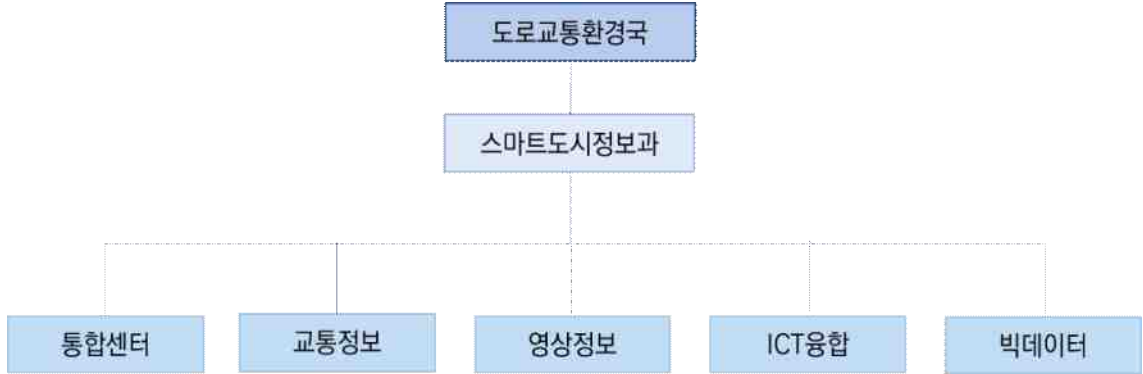 도로교통환경국
스마트도시정보과
통합센터
교통정보
영상정보
ICT융합
빅데이터